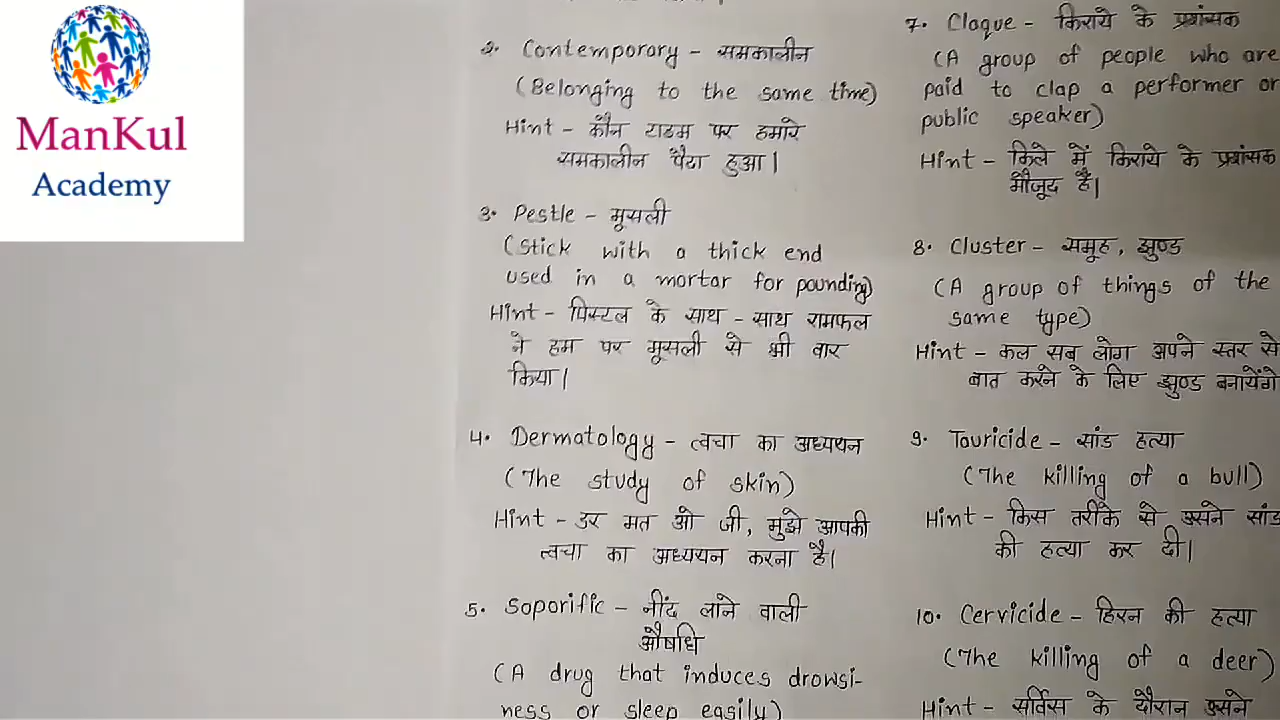 ManKul
Academy
2. Contemporary - समकालीन
(Belonging to the same time)
Hint - कौन टाइम पर हमारे
समकालीन पैदा हुआ।
3. Pestle - मूसली
(Stick with a thick end
used in a mortar for pounding)
Hint - पिस्टल के साथ - साथ रामफल
ने हम पर मूसली से भी वार
किया।
4. Dermatology - त्वचा का अध्ययन
(The study of skin)
Hint - डर मत ओ जी, मुझे आपकी
त्वचा का अध्ययन करना है।
5. Soporific - नींद लाने वाली
औषधि
(A drug that induces drowsi-
ness or sleep easily)
7. Claque - किराये के प्रशंसक
(A group of people who are
paid to clap a performer or
public speaker)
Hint - किले में किराये के प्रशंसक
मौजूद है।
8. Cluster - समूह, झुण्ड
(A group of things of the
same type)
Hint - कल सब लोग अपने स्तर से
बात करने के लिए झुण्ड बनायेंगे
9. Tauricide - सांड हत्या
(The killing of a bull)
Hint - किस तरीके से उसने सांड
की हत्या कर दी।
10. Cervicide - हिरन की हत्या
(The killing of a deer)
Hint - सर्विस के दौरान उसने